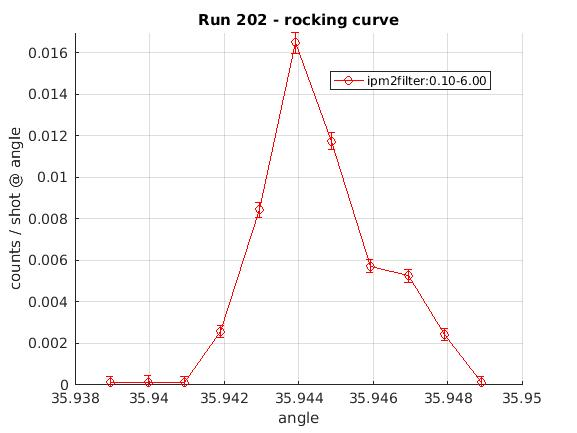 Run 202 - rocking curve
counts / shot @ angle
0.016
0.014
0.012
0.01
0.008
0.006
0.004
0.002
0
ipm2filter:0.10-6.00
35.938 35.94 35.942 35.944 35.946 35.948 35.95
angle